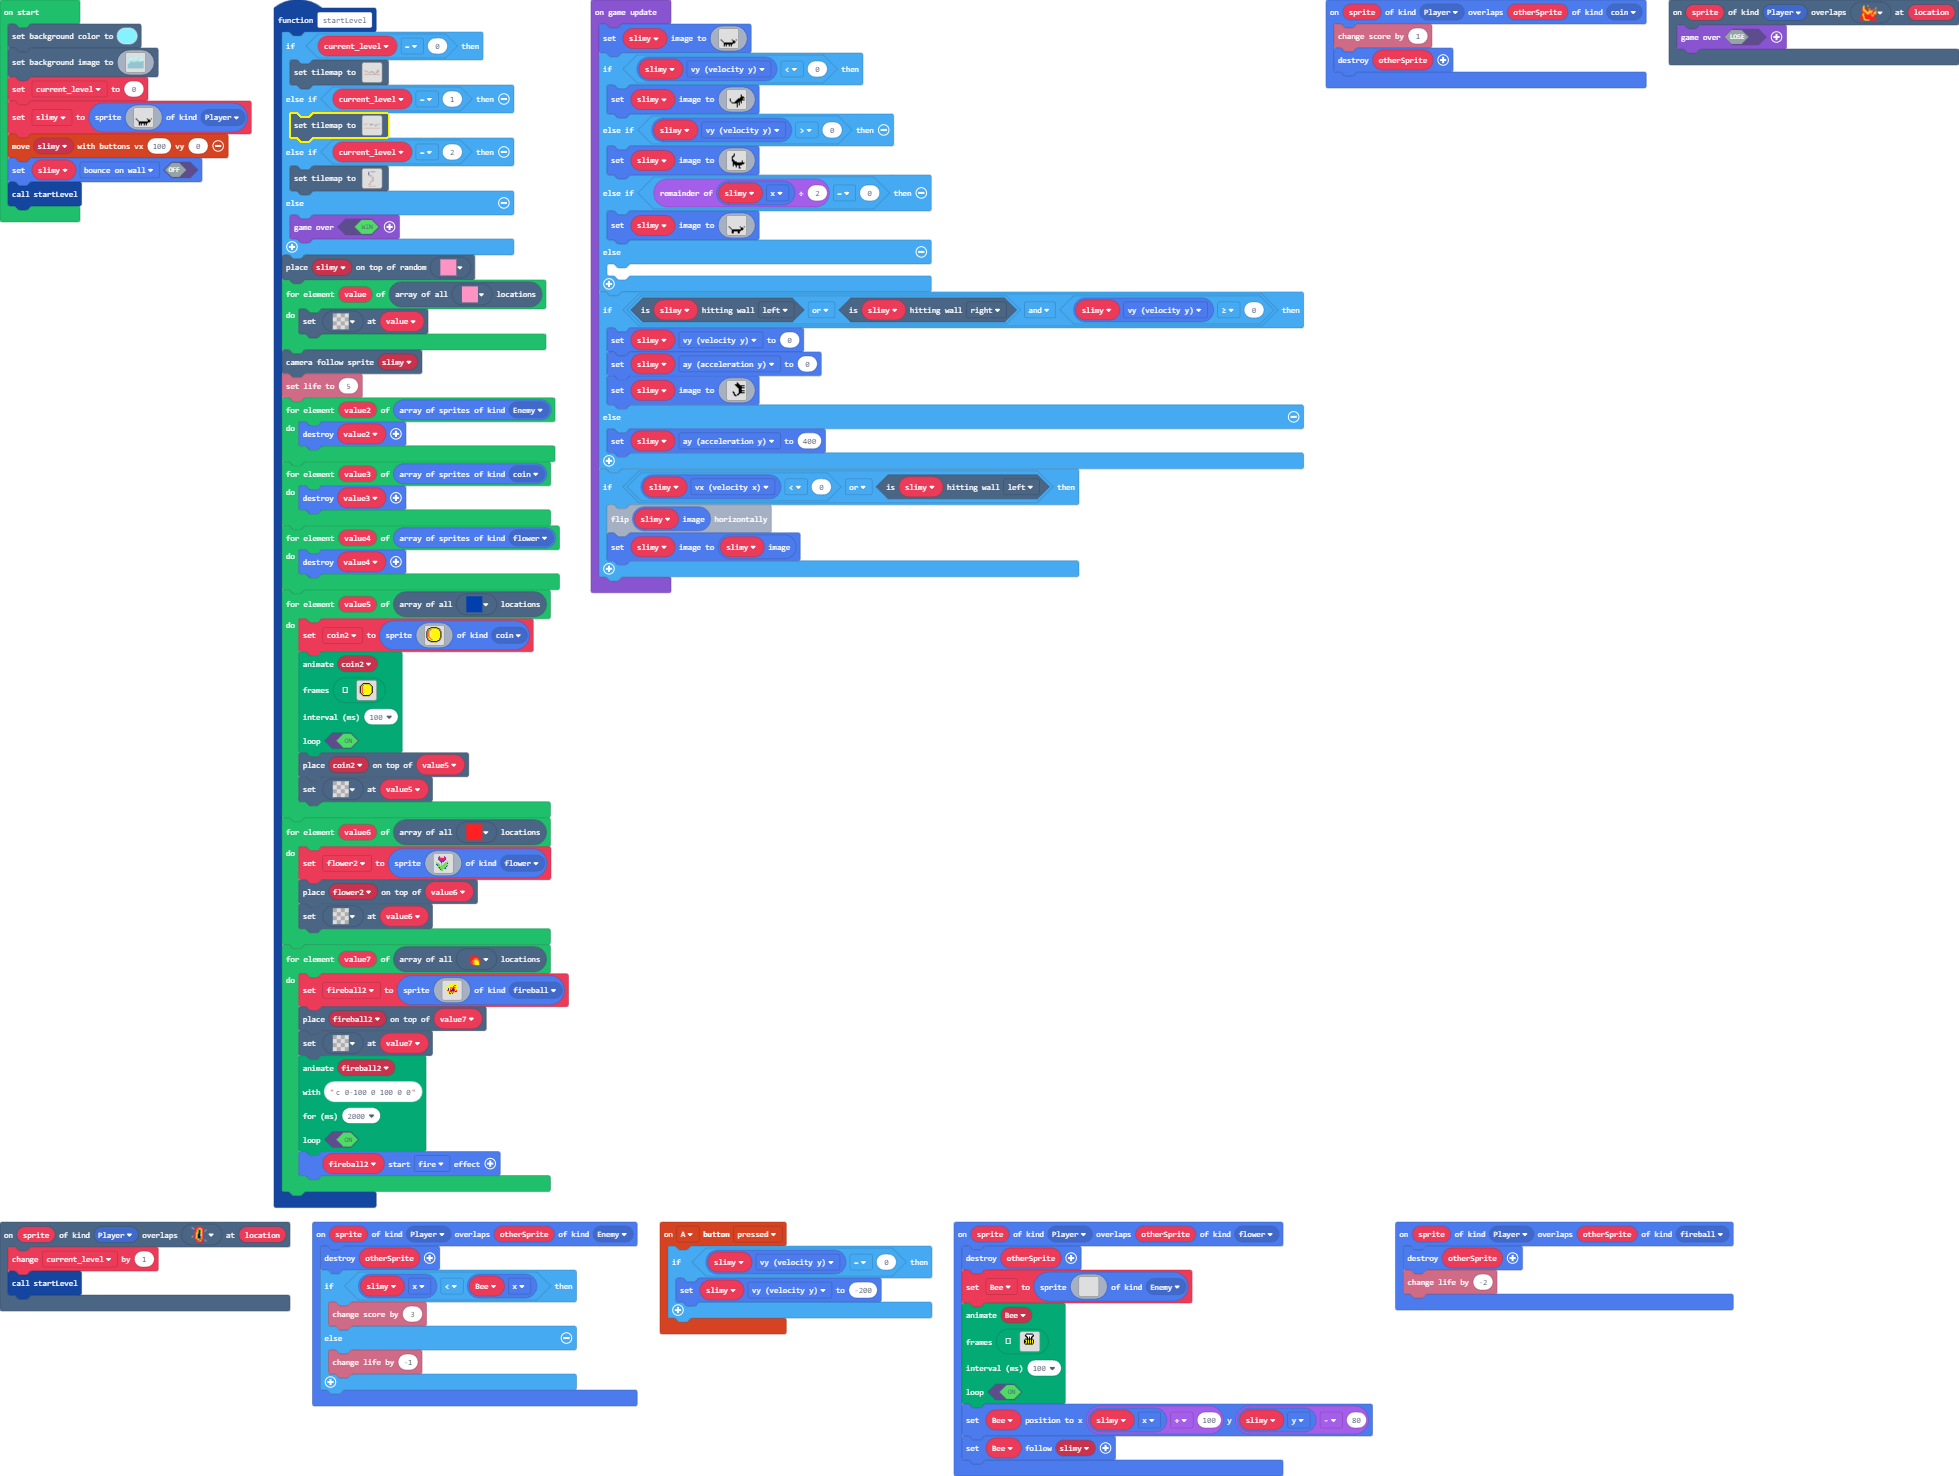 on start
set background color to
set background image to
set current_level to 0
set slimy to sprite of kind Player
move slimy with buttons vx 100 vy 0
set slimy bounce on wall OFF
call startLevel
function startLevel
if current_level = 0 then
set tilemap to
else if current_level = 1 then
set tilemap to
else if current_level = 2 then
set tilemap to
else
game over WIN
place slimy on top of random
for element value of array of all locations
do set at value
camera follow sprite slimy
set life to 5
for element value2 of array of sprites of kind Enemy
do destroy value2
for element value3 of array of sprites of kind coin
do destroy value3
for element value4 of array of sprites of kind flower
do destroy value4
for element value5 of array of all locations
do set coin2 to sprite of kind coin
animate coin2
frames
interval (ms) 100
loop ON
place coin2 on top of value5
set at value5
for element value6 of array of all locations
do set flower2 to sprite of kind flower
place flower2 on top of value6
set at value6
for element value7 of array of all locations
do set fireball2 to sprite of kind fireball
place fireball2 on top of value7
set at value7
animate fireball2
with "c 0-100 0 100 0 0"
for (ms) 2000
loop ON
fireball2 start fire effect
on game update
set slimy image to
if slimy vy (velocity y) < 0 then
set slimy image to
else if slimy vy (velocity y) > 0 then
set slimy image to
else if remainder of slimy x ÷ 2 = 0 then
set slimy image to
else
if is slimy hitting wall left or is slimy hitting wall right and slimy vy (velocity y) ≥ 0 then
set slimy vy (velocity y) to 0
set slimy ay (acceleration y) to 0
set slimy image to
else
set slimy ay (acceleration y) to 400
if slimy vx (velocity x) < 0 or is slimy hitting wall left then
flip slimy image horizontally
set slimy image to slimy image
on sprite of kind Player overlaps otherSprite of kind coin
change score by 1
destroy otherSprite
on sprite of kind Player overlaps at location
game over LOSE
on sprite of kind Player overlaps at location
change current_level by 1
call startLevel
on sprite of kind Player overlaps otherSprite of kind Enemy
destroy otherSprite
if slimy x < Bee x then
change score by 3
else
change life by -1
on A button pressed
if slimy vy (velocity y) = 0 then
set slimy vy (velocity y) to -200
on sprite of kind Player overlaps otherSprite of kind flower
destroy otherSprite
set Bee to sprite of kind Enemy
animate Bee
frames
interval (ms) 100
loop ON
set Bee position to x slimy x + 100 y slimy y - 80
set Bee follow slimy
on sprite of kind Player overlaps otherSprite of kind fireball
destroy otherSprite
change life by -2